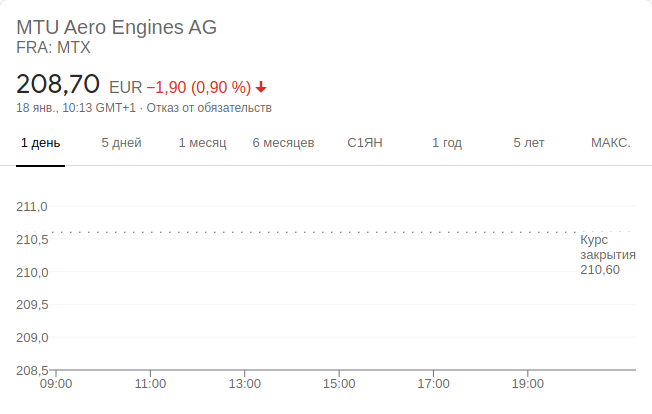 MTU Aero Engines AG
FRA: MTX
208,70 EUR −1,90 (0,90 %)
18 янв., 10:13 GMT+1 · Отказ от обязательств
1 день 5 дней 1 месяц 6 месяцев С1ЯН 1 год 5 лет МАКС.
211,0
210,5
Курс
закрытия
210,60
210,0
209,5
209,0
208,5
09:00 11:00 13:00 15:00 17:00 19:00